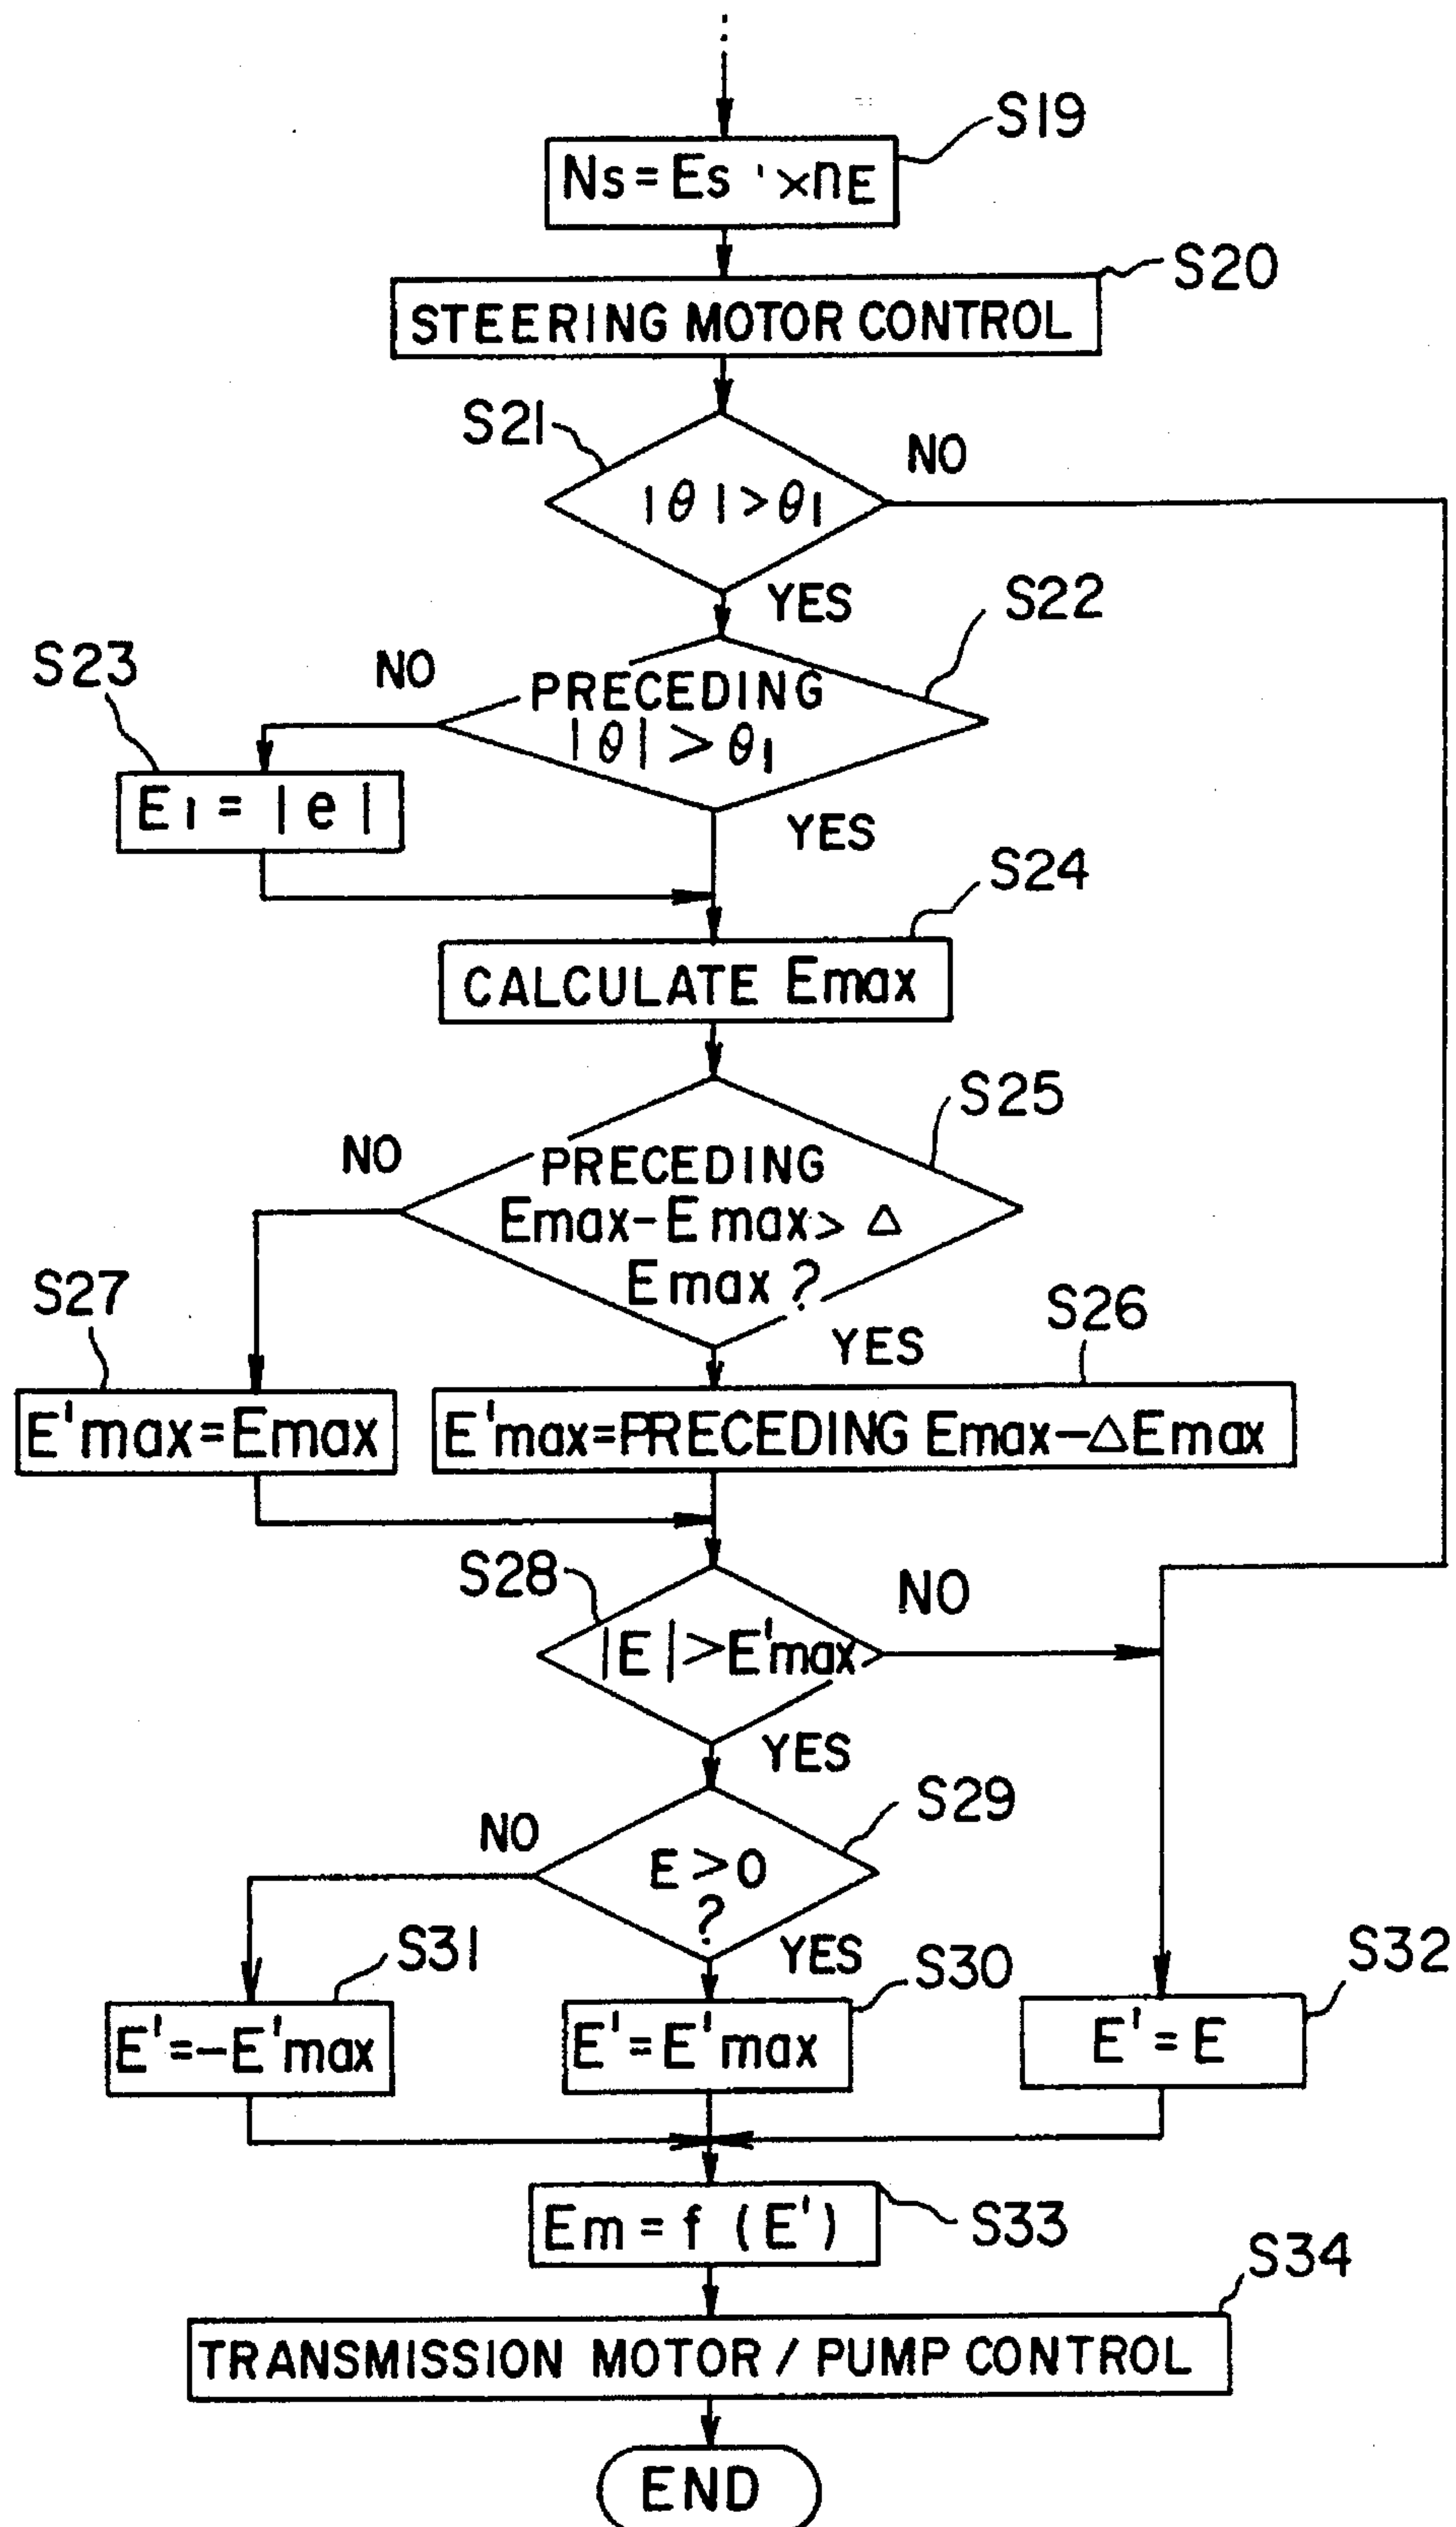 S19
Ns=Es'×nE
S20
STEERING MOTOR CONTROL
S21
NO
|θ|>θ1
YES
S22
S23
NO
PRECEDING
|θ|>θ1
E1=|e|
YES
S24
CALCULATE Emax
S25
NO
PRECEDING
Emax-Emax> Δ
Emax?
S27
S26
YES
E'max=Emax
E'max=PRECEDING Emax-ΔEmax
S28
NO
|E|>E'max
YES
S29
NO
E>0
?
S31
YES
S30
S32
E'=-E'max
E'=E'max
E'=E
Em=f(E')
S33
S34
TRANSMISSION MOTOR/PUMP CONTROL
END